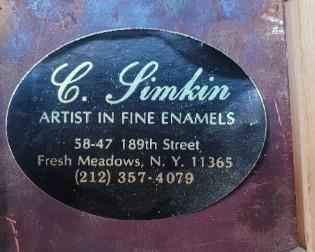 C. Simkin
ARTIST IN FINE ENAMELS
58-47 189th Street
Fresh Meadows, N. Y. 11365
(212) 357-4079